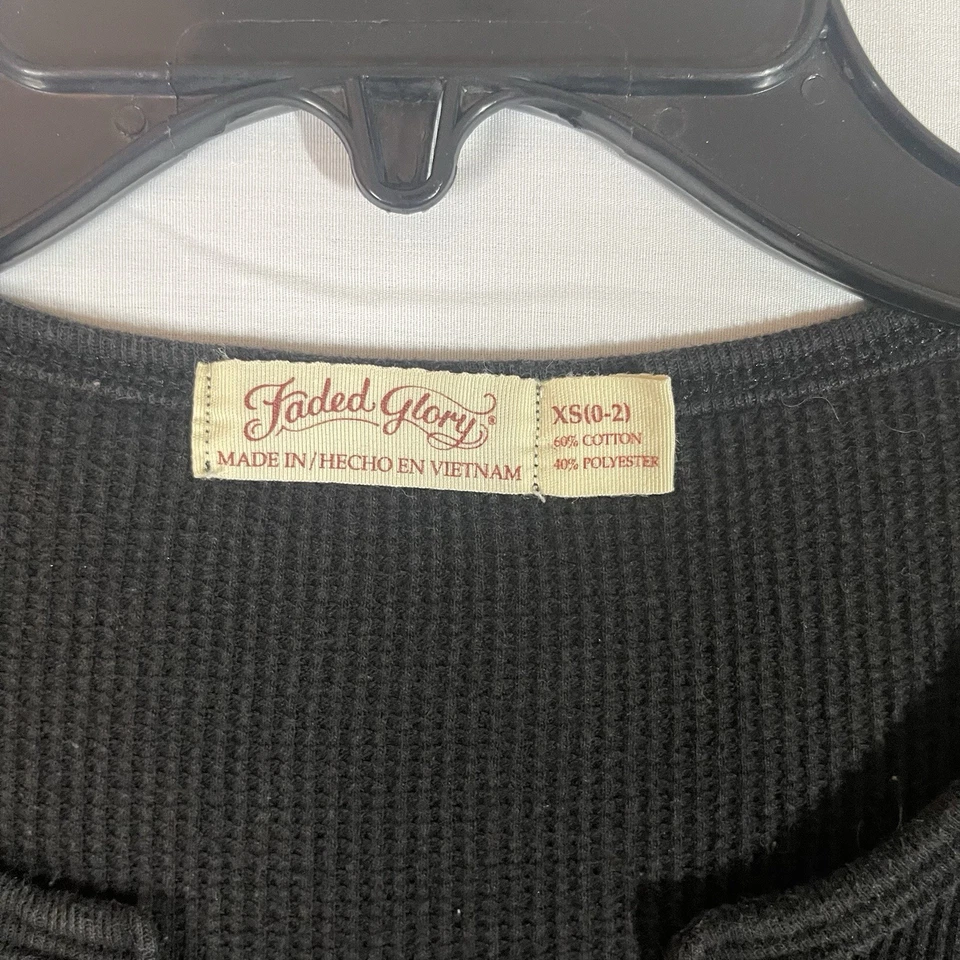 Faded Glory®
MADE IN/HECHO EN VIETNAM
XS(0-2)
60% COTTON
40% POLYESTER